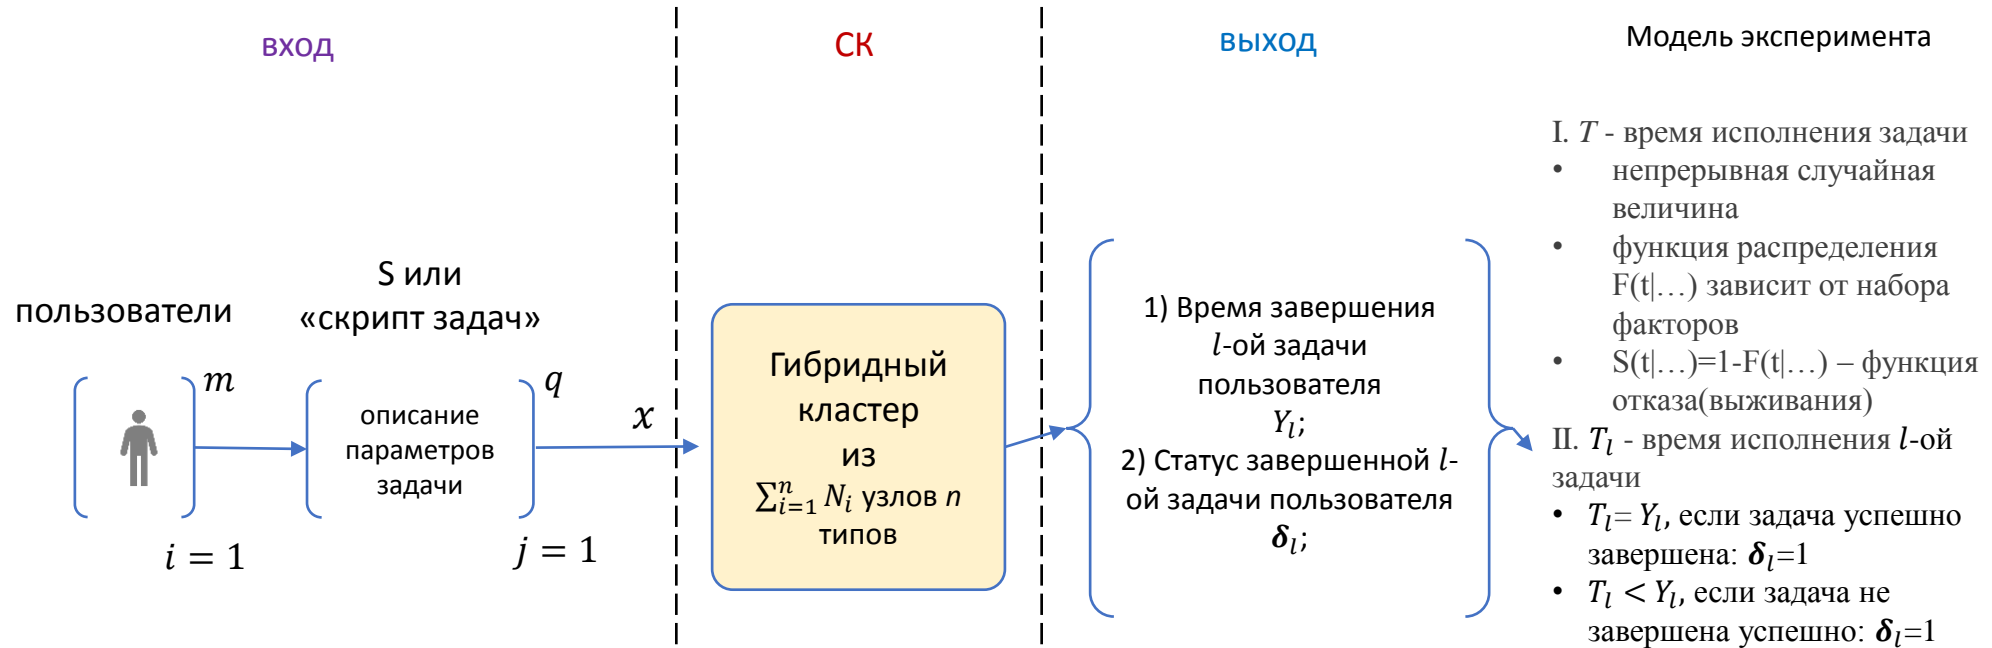 вход
СК
выход
Модель эксперимента
пользователи
m
i = 1
S или
«скрипт задач»
описание
параметров
задачи
q
j = 1
x
Гибридный
кластер
из
∑ⁿᵢ₌₁ Nᵢ узлов n
типов
1) Время завершения
l-ой задачи
пользователя
Yₗ;
2) Статус завершенной l-
ой задачи пользователя
δₗ;
I. T - время исполнения задачи
• непрерывная случайная
величина
• функция распределения
F(t|…) зависит от набора
факторов
• S(t|…)=1-F(t|…) – функция
отказа(выживания)
II. Tₗ - время исполнения l-ой
задачи
• Tₗ= Yₗ, если задача успешно
завершена: δₗ=1
• Tₗ < Yₗ, если задача не
завершена успешно: δₗ=1